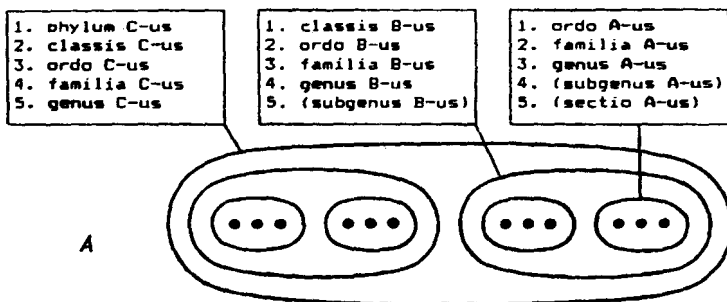 1. phylum C-us
2. classis C-us
3. ordo C-us
4. familia C-us
5. genus C-us
1. classis B-us
2. ordo B-us
3. familia B-us
4. genus B-us
5. (subgenus B-us)
1. ordo A-us
2. familia A-us
3. genus A-us
4. (subgenus A-us)
5. (sectio A-us)
A